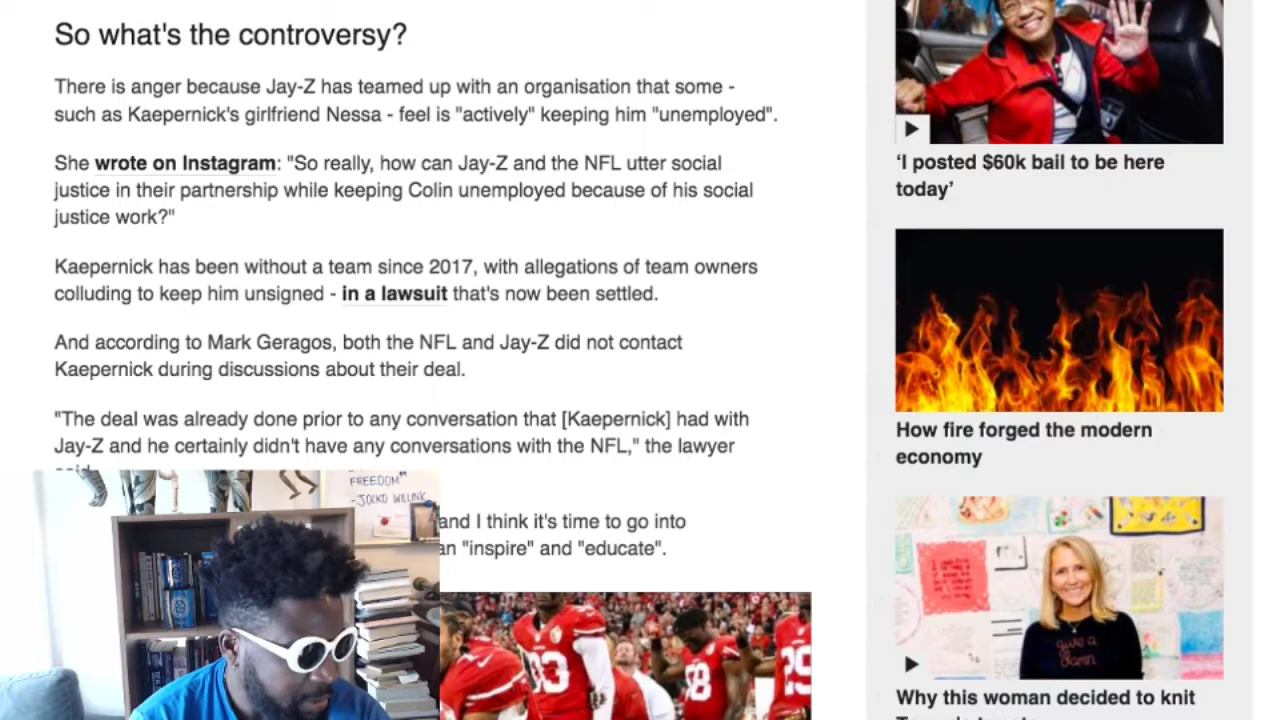 So what's the controversy?
There is anger because Jay-Z has teamed up with an organisation that some -
such as Kaepernick's girlfriend Nessa - feel is "actively" keeping him "unemployed".
She wrote on Instagram: "So really, how can Jay-Z and the NFL utter social
justice in their partnership while keeping Colin unemployed because of his social
justice work?"
Kaepernick has been without a team since 2017, with allegations of team owners
colluding to keep him unsigned - in a lawsuit that's now been settled.
And according to Mark Geragos, both the NFL and Jay-Z did not contact
Kaepernick during discussions about their deal.
"The deal was already done prior to any conversation that [Kaepernick] had with
Jay-Z and he certainly didn't have any conversations with the NFL," the lawyer
and I think it's time to go into
an "inspire" and "educate".
FREEDOM"
-JOCKO WILLINK
93
98
29
'I posted $60k bail to be here
today'
How fire forged the modern
economy
give a
damn
Why this woman decided to knit